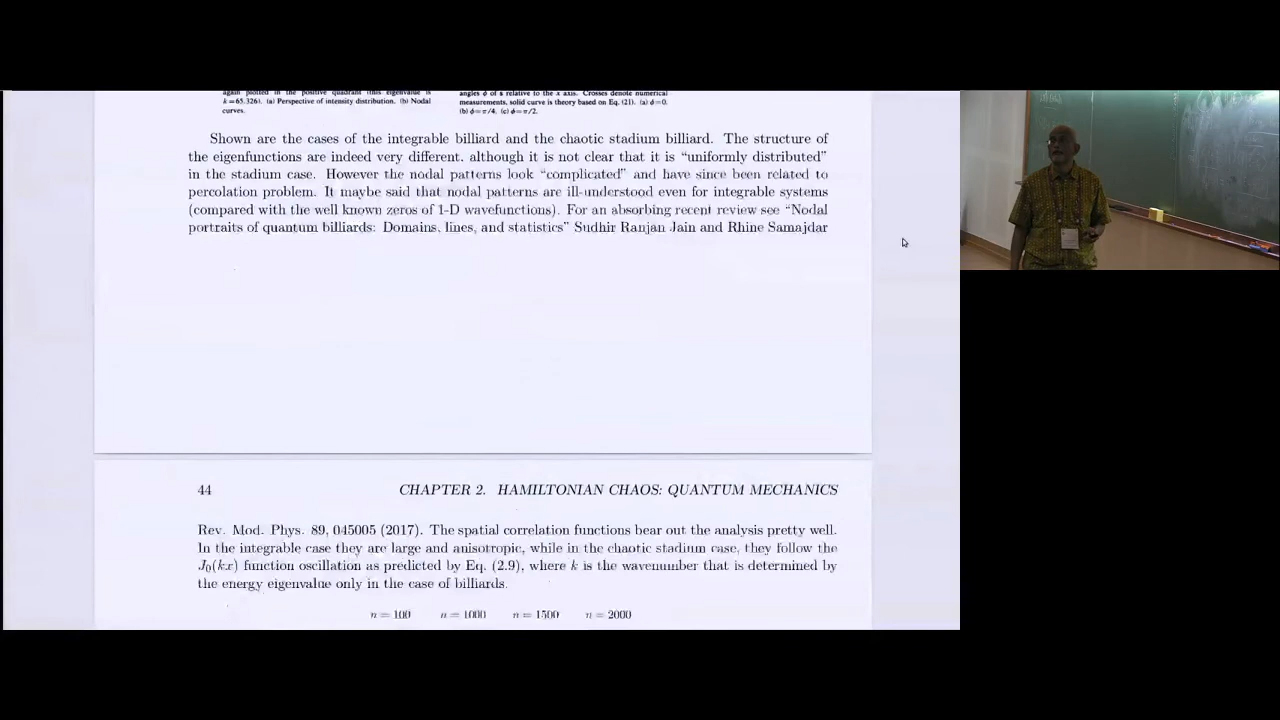 again plotted in the positive quadrant (this eigenvalue is
k=65.326). (a) Perspective of intensity distribution. (b) Nodal
curves.
angles ϕ of s relative to the x axis. Crosses denote numerical
measurements, solid curve is theory based on Eq. (21). (a) ϕ=0.
(b) ϕ=π/4. (c) ϕ=π/2.
Shown are the cases of the integrable billiard and the chaotic stadium billiard. The structure of
the eigenfunctions are indeed very different, although it is not clear that it is “uniformly distributed”
in the stadium case. However the nodal patterns look “complicated” and have since been related to
percolation problem. It maybe said that nodal patterns are ill-understood even for integrable systems
(compared with the well known zeros of 1-D wavefunctions). For an absorbing recent review see “Nodal
portraits of quantum billiards: Domains, lines, and statistics” Sudhir Ranjan Jain and Rhine Samajdar
44 CHAPTER 2. HAMILTONIAN CHAOS: QUANTUM MECHANICS
Rev. Mod. Phys. 89, 045005 (2017). The spatial correlation functions bear out the analysis pretty well.
In the integrable case they are large and anisotropic, while in the chaotic stadium case, they follow the
J₀(kx) function oscillation as predicted by Eq. (2.9), where k is the wavenumber that is determined by
the energy eigenvalue only in the case of billiards.
n = 100 n = 1000 n = 1500 n = 2000